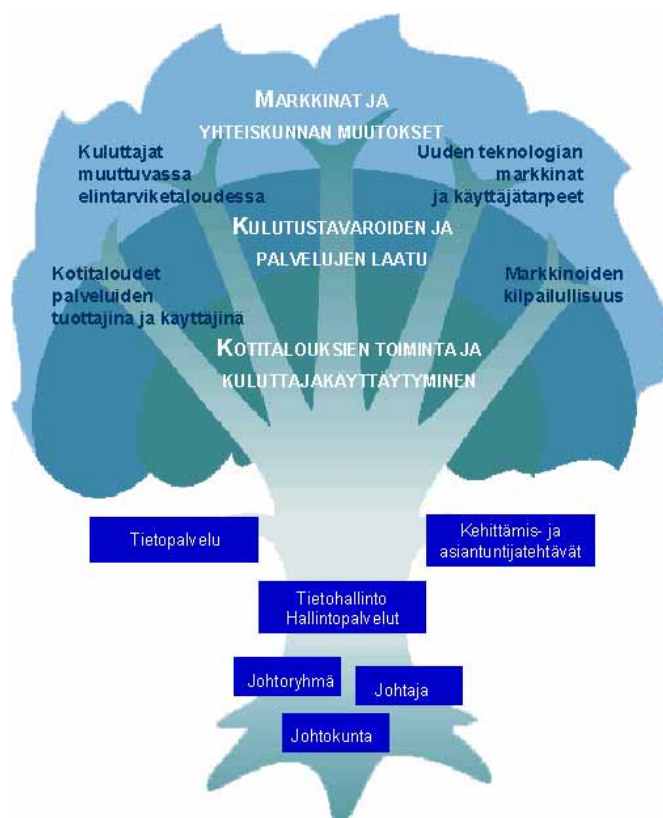 MARKKINAT JA
YHTEISKUNNAN MUUTOKSET
Kuluttajat
muuttuvassa
elintarviketaloudessa
Uuden teknologian
markkinat
ja käyttäjätarpeet
KULUTUSTAVAROIDEN JA
PALVELUJEN LAATU
Kotitaloudet
palveluiden
tuottajina ja käyttäjinä
Markkinoiden
kilpailullisuus
KOTITALOUKSIEN TOIMINTA JA
KULUTTAJAKÄYTTÄYTYMINEN
Tietopalvelu
Kehittämis- ja
asiantuntijatehtävät
Tietohallinto
Hallintopalvelut
Johtoryhmä
Johtaja
Johtokunta